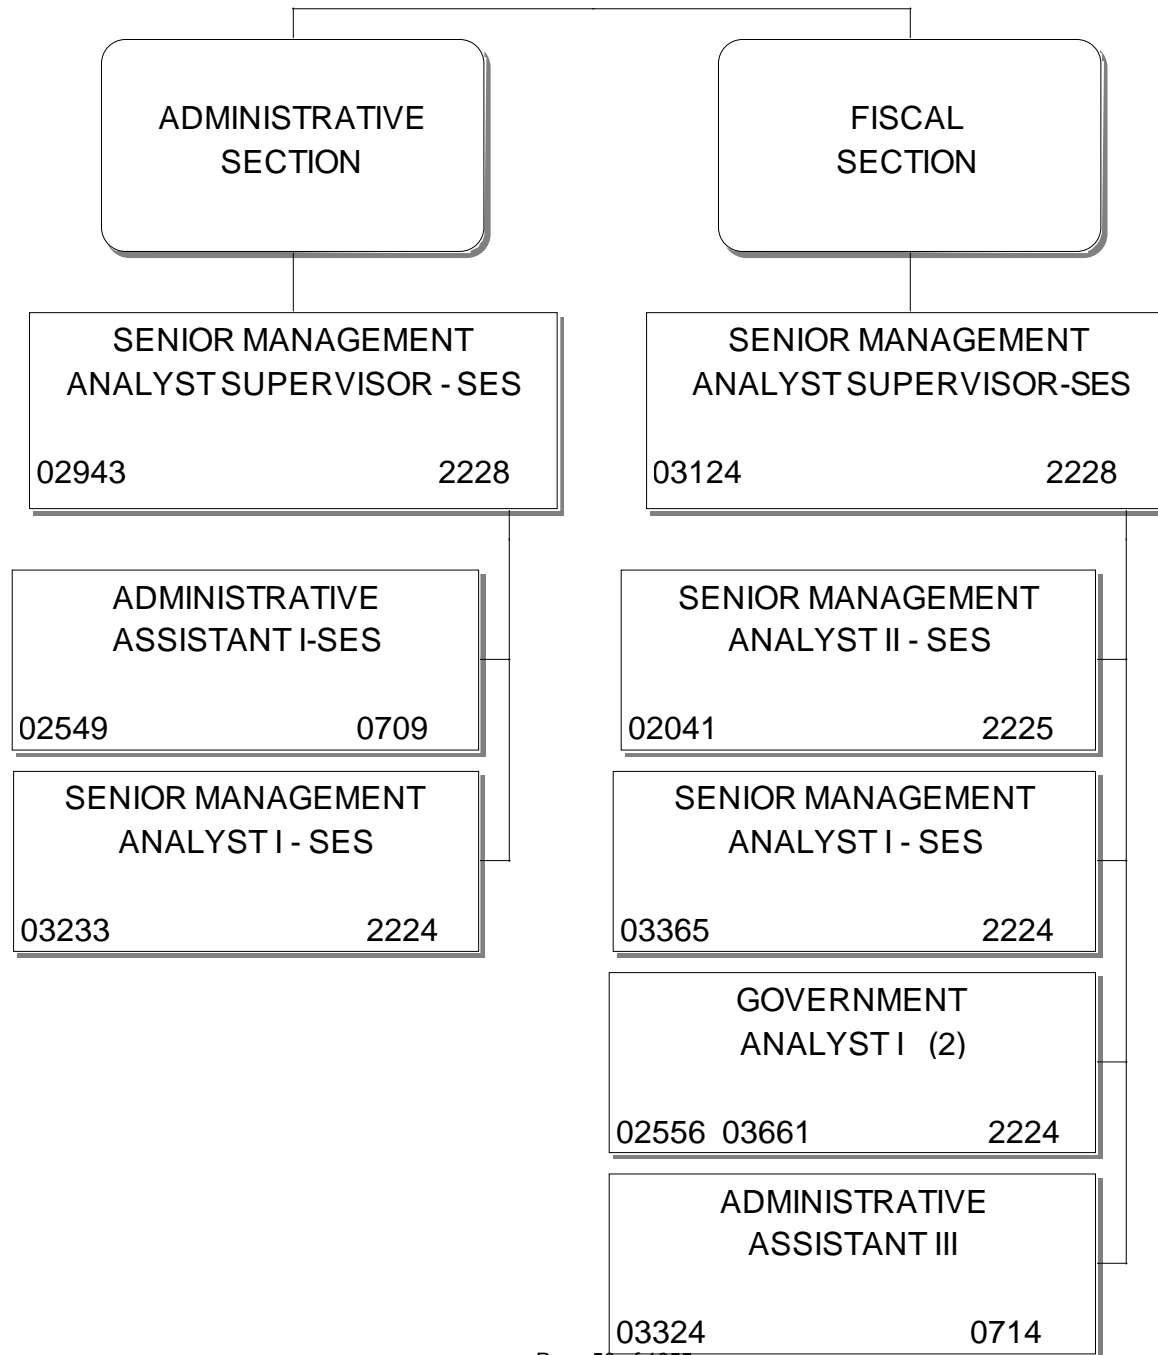 ADMINISTRATIVE
SECTION
FISCAL
SECTION
SENIOR MANAGEMENT
ANALYST SUPERVISOR - SES
02943 2228
SENIOR MANAGEMENT
ANALYST SUPERVISOR-SES
03124 2228
ADMINISTRATIVE
ASSISTANT I-SES
02549 0709
SENIOR MANAGEMENT
ANALYST I - SES
03233 2224
SENIOR MANAGEMENT
ANALYST II - SES
02041 2225
SENIOR MANAGEMENT
ANALYST I - SES
03365 2224
GOVERNMENT
ANALYST I (2)
02556 03661 2224
ADMINISTRATIVE
ASSISTANT III
03324 0714